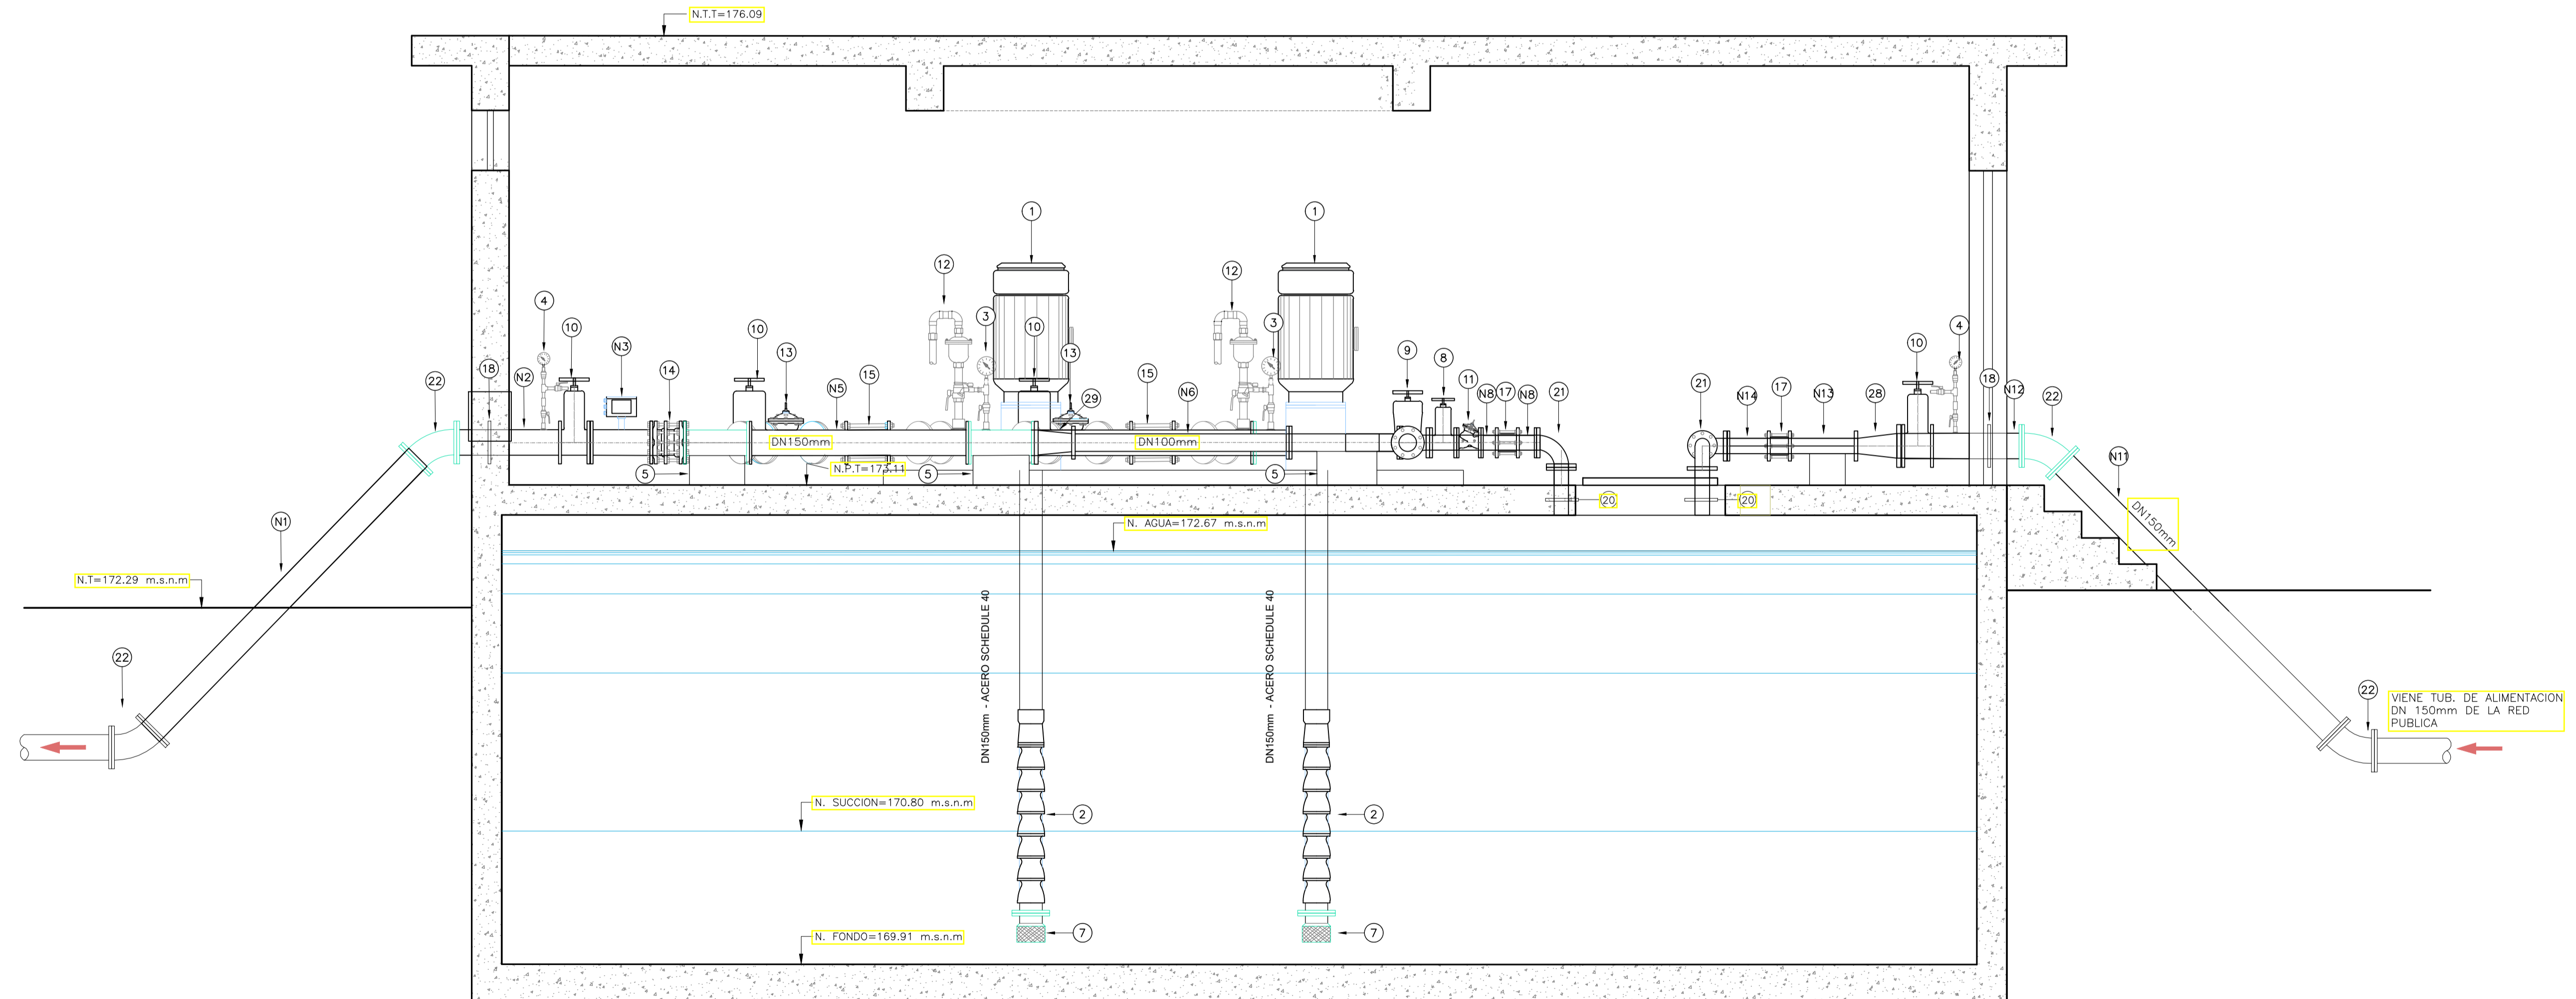 N.T.T=176.09
1
1
12
12
4
3
3
4
10
N3
10
13
10
13
9
8
10
18
14
N5
15
15
N6
29
11
N8
17
N8
21
21
N14
17
N13
28
18
N12
22
22
N2
DN150mm
DN100mm
N.P.T=173.11
5
5
5
20
20
N11
DN150mm
N1
N. AGUA=172.67 m.s.n.m
N.T=172.29 m.s.n.m
DN150mm - ACERO SCHEDULE 40
DN150mm - ACERO SCHEDULE 40
22
22
VIENE TUB. DE ALIMENTACION
DN 150mm DE LA RED
PUBLICA
N. SUCCION=170.80 m.s.n.m
2
2
N. FONDO=169.91 m.s.n.m
7
7